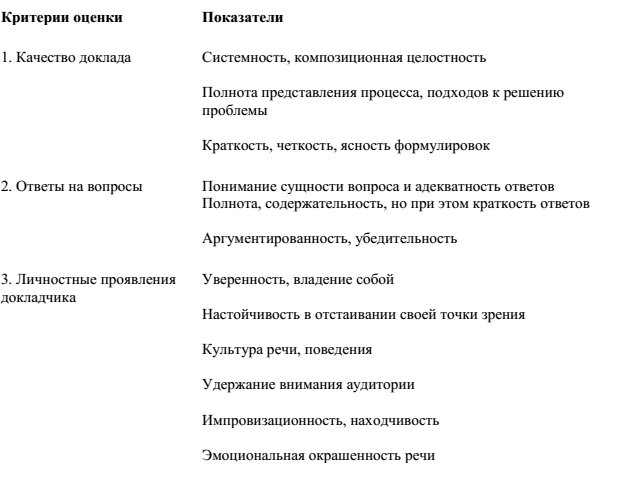 Критерии оценки Показатели
1. Качество доклада Системность, композиционная целостность
Полнота представления процесса, подходов к решению
проблемы
Краткость, четкость, ясность формулировок
2. Ответы на вопросы Понимание сущности вопроса и адекватность ответов
Полнота, содержательность, но при этом краткость ответов
Аргументированность, убедительность
3. Личностные проявления Уверенность, владение собой
докладчика
Настойчивость в отстаивании своей точки зрения
Культура речи, поведения
Удержание внимания аудитории
Импровизационность, находчивость
Эмоциональная окрашенность речи